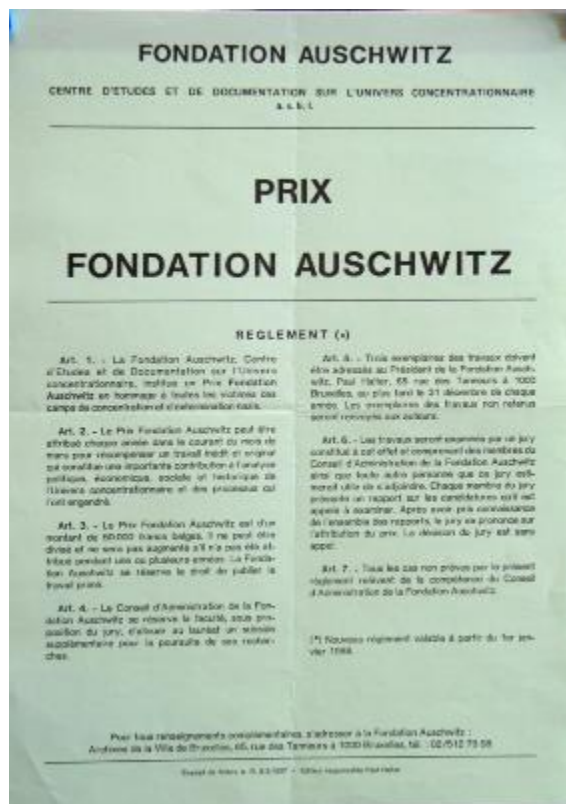 FONDATION AUSCHWITZ
CENTRE D'ETUDES ET DE DOCUMENTATION SUR L'UNIVERS CONCENTRATIONNAIRE
a.s.b.l.
PRIX
FONDATION AUSCHWITZ
REGLEMENT (*)
Art. 1. - La Fondation Auschwitz, Centre
d'Etudes et de Documentation sur l'Univers
concentrationnaire, institue un Prix Fondation
Auschwitz en hommage à toutes les victimes des
camps de concentration et d'extermination nazis.
Art. 2. - Le Prix Fondation Auschwitz peut être
attribué chaque année dans le courant du mois de
mars pour récompenser un travail inédit et original
qui constitue une importante contribution à l'analyse
politique, économique, sociale et historique de
l'Univers concentrationnaire et des processus qui
l'ont engendré.
Art. 3. - Le Prix Fondation Auschwitz est d'un
montant de 50.000 francs belges. Il ne peut être
divisé et ne sera pas augmenté s'il n'a pas été at-
tribué pendant une ou plusieurs années. La Fonda-
tion Auschwitz se réserve le droit de publier le
travail primé.
Art. 4. - Le Conseil d'Administration de la Fon-
dation Auschwitz se réserve la faculté, sous pro-
position du jury, d'allouer au lauréat un subside
supplémentaire pour la poursuite de ses recher-
ches.
Art. 5. - Trois exemplaires des travaux doivent
être adressés au Président de la Fondation Ausch-
witz, Paul Halter, 65 rue des Tanneurs à 1000
Bruxelles, au plus tard le 31 décembre de chaque
année. Les exemplaires des travaux non retenus
seront renvoyés aux auteurs.
Art. 6. - Les travaux seront examinés par un jury
constitué à cet effet et comprenant des membres du
Conseil d'Administration de la Fondation Auschwitz
ainsi que toute autre personne que ce jury esti-
merait utile de s'adjoindre. Chaque membre du jury
présente un rapport sur les candidatures qu'il est
appelé à examiner. Après avoir pris connaissance
de l'ensemble des rapports, le jury se prononce sur
l'attribution du prix. La décision du jury est sans
appel.
Art. 7. - Tous les cas non prévus par le présent
règlement relèvent de la compétence du Conseil
d'Administration de la Fondation Auschwitz.
(*) Nouveau règlement valable à partir du 1er jan-
vier 1988.
Pour tous renseignements complémentaires, s'adresser à la Fondation Auschwitz :
Archives de la Ville de Bruxelles, 65, rue des Tanneurs à 1000 Bruxelles, tél. : 02/512 79 98
Editeur responsable Paul Halter